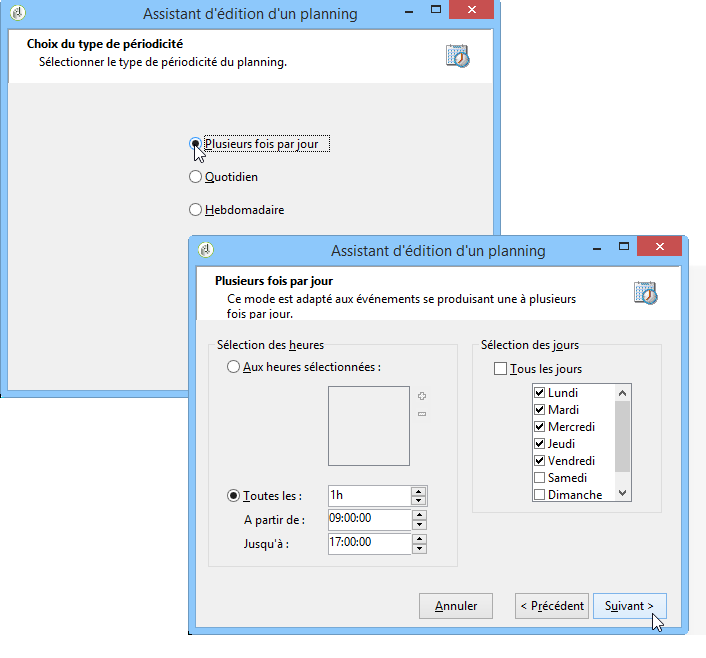 Assistant d'édition d'un planning
Choix du type de périodicité
Sélectionner le type de périodicité du planning.
Plusieurs fois par jour
Quotidien
Hebdomadaire
Assistant d'édition d'un planning
Plusieurs fois par jour
Ce mode est adapté aux événements se produisant une à plusieurs
fois par jour.
Sélection des heures
Aux heures sélectionnées :
Toutes les : 1h
A partir de : 09:00:00
Jusqu'à : 17:00:00
Sélection des jours
Tous les jours
Lundi
Mardi
Mercredi
Jeudi
Vendredi
Samedi
Dimanche
Annuler < Précédent Suivant >